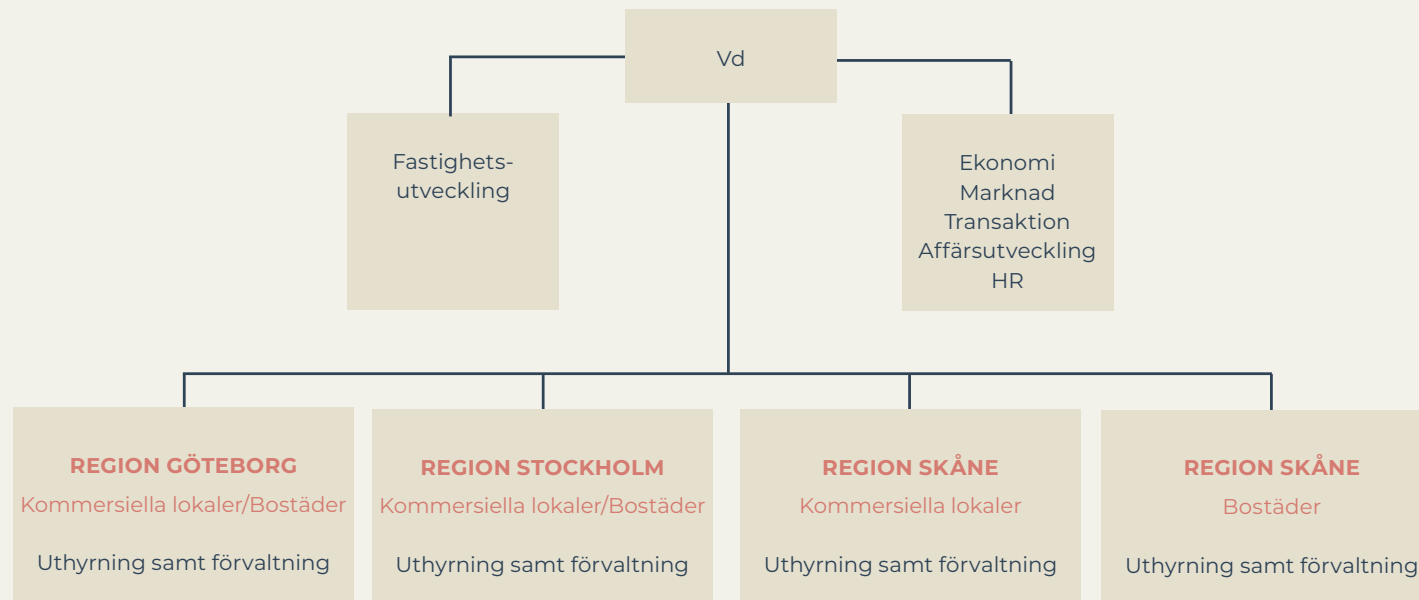 Vd
Fastighets-
utveckling
Ekonomi
Marknad
Transaktion
Affärsutveckling
HR
REGION GÖTEBORG
Kommersiella lokaler/Bostäder
Uthyrning samt förvaltning
REGION STOCKHOLM
Kommersiella lokaler/Bostäder
Uthyrning samt förvaltning
REGION SKÅNE
Kommersiella lokaler
Uthyrning samt förvaltning
REGION SKÅNE
Bostäder
Uthyrning samt förvaltning